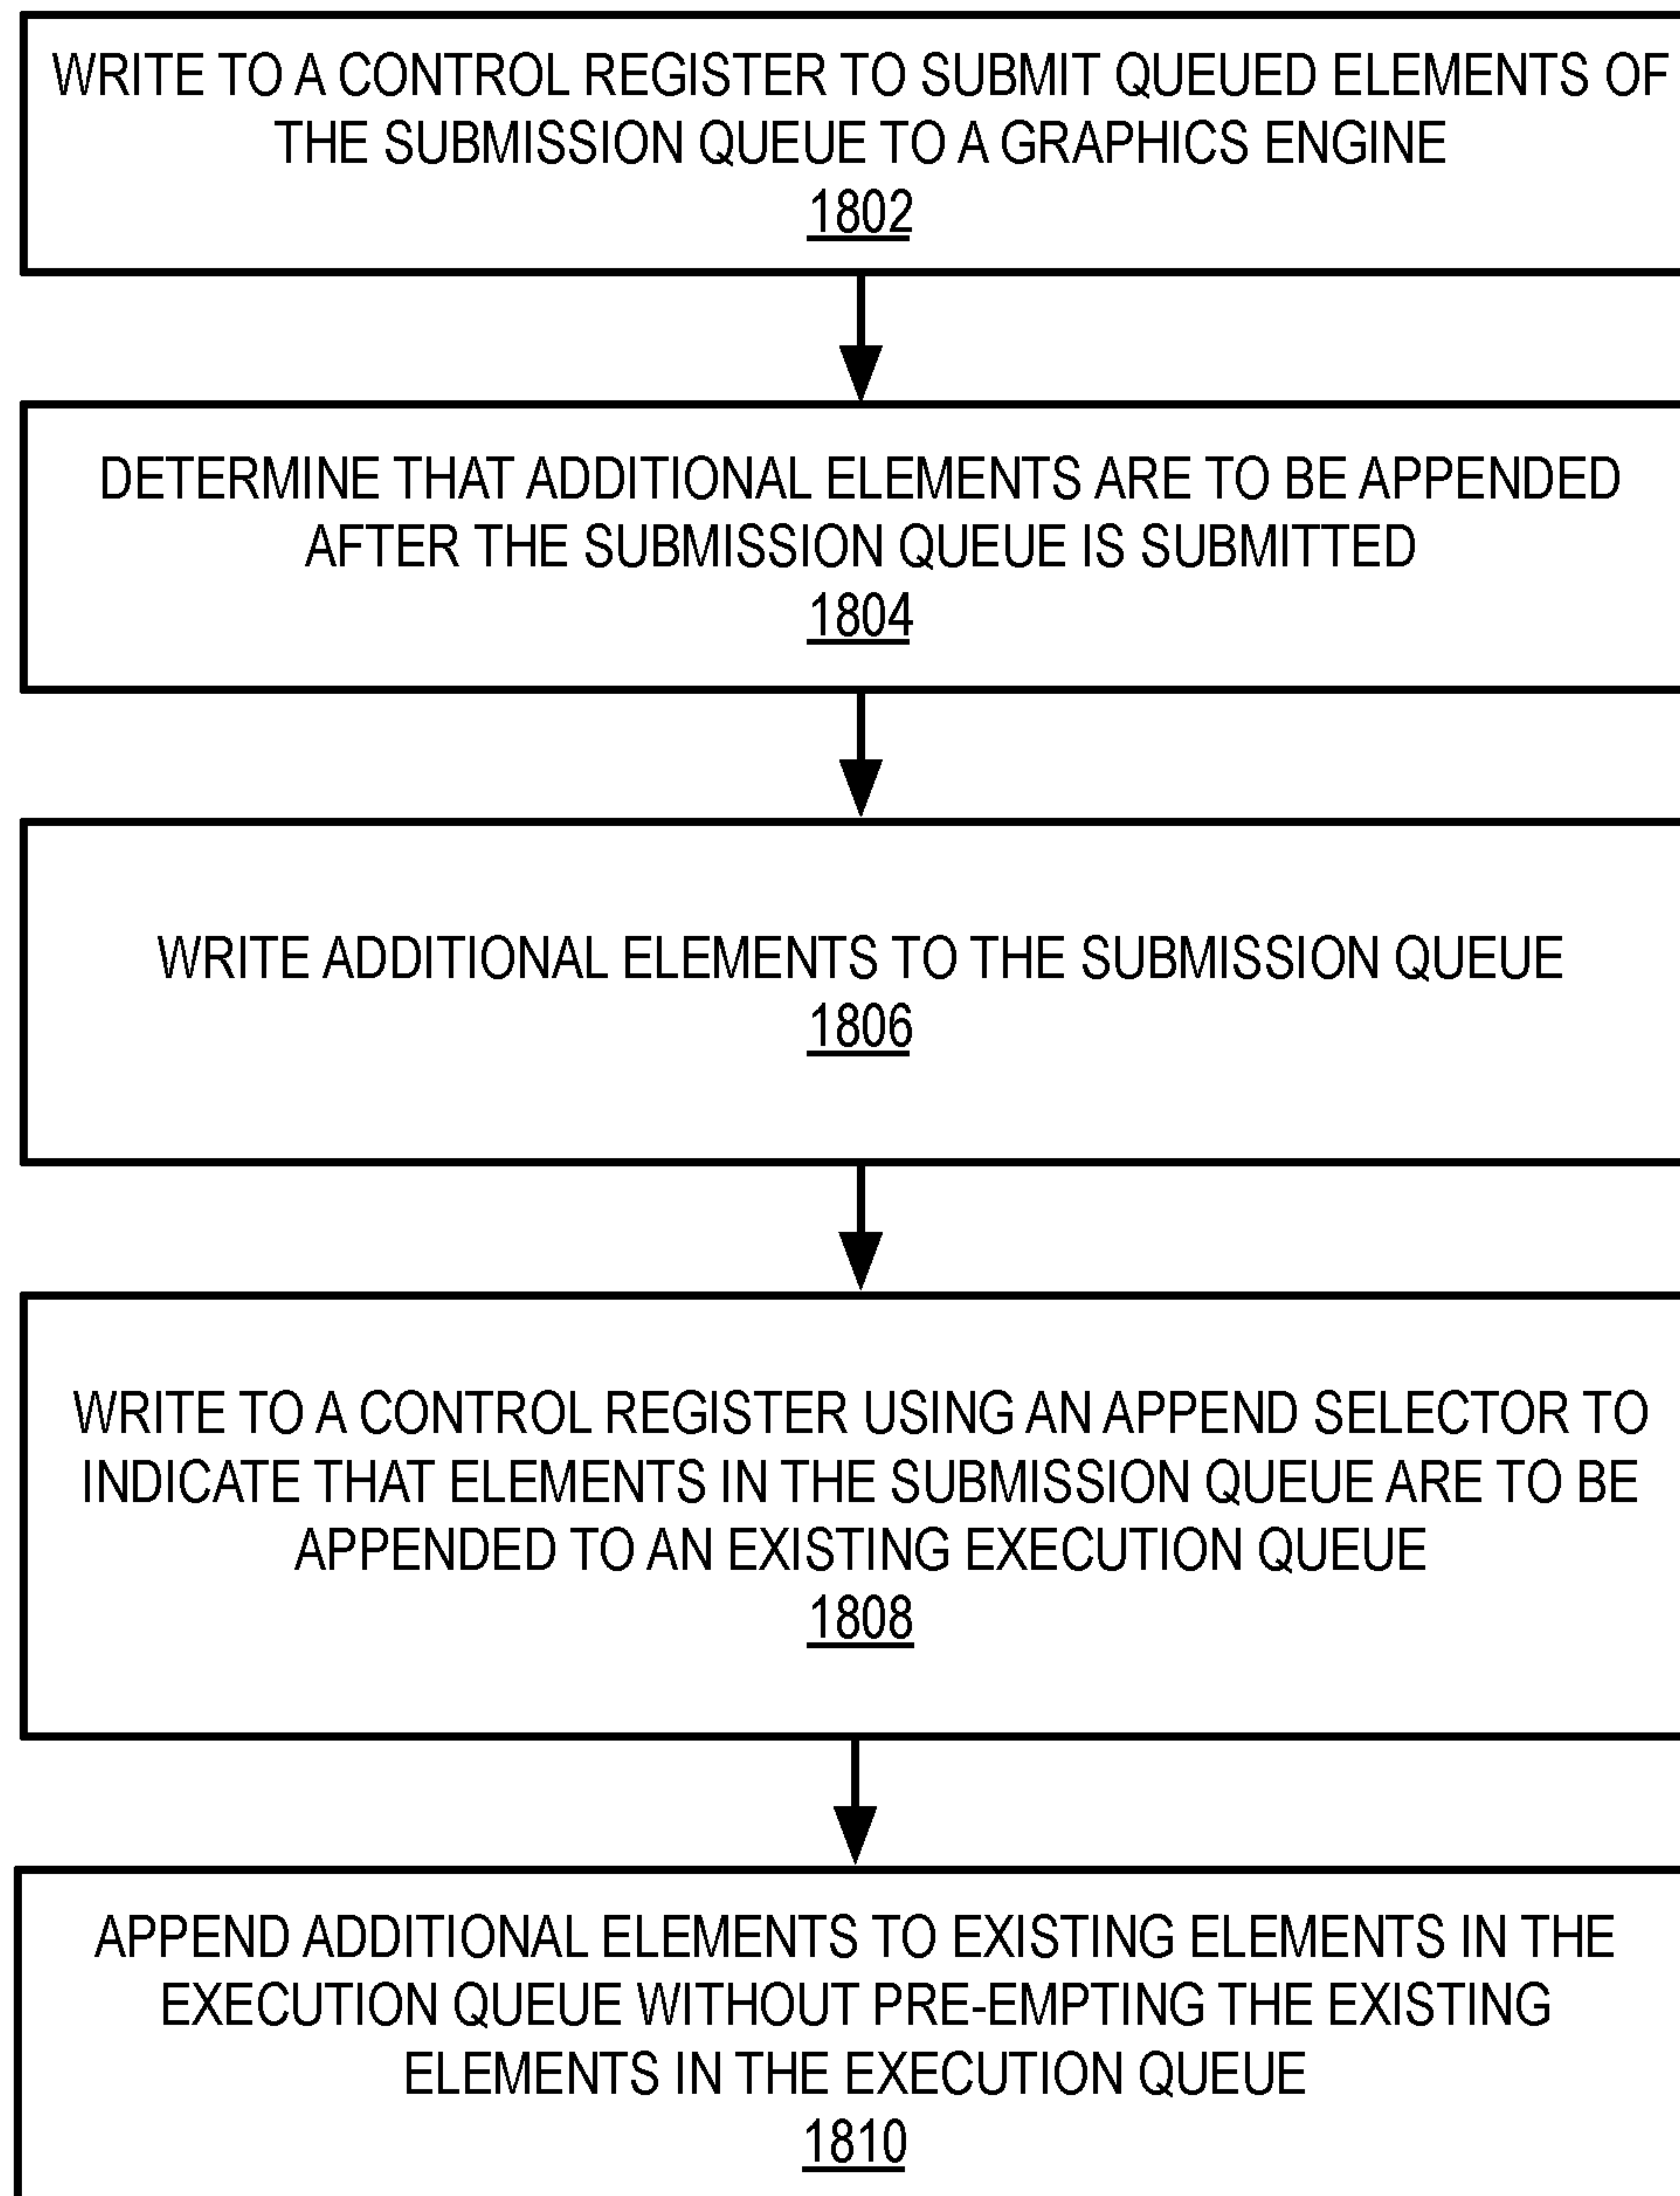 WRITE TO A CONTROL REGISTER TO SUBMIT QUEUED ELEMENTS OF
THE SUBMISSION QUEUE TO A GRAPHICS ENGINE
1802
DETERMINE THAT ADDITIONAL ELEMENTS ARE TO BE APPENDED
AFTER THE SUBMISSION QUEUE IS SUBMITTED
1804
WRITE ADDITIONAL ELEMENTS TO THE SUBMISSION QUEUE
1806
WRITE TO A CONTROL REGISTER USING AN APPEND SELECTOR TO
INDICATE THAT ELEMENTS IN THE SUBMISSION QUEUE ARE TO BE
APPENDED TO AN EXISTING EXECUTION QUEUE
1808
APPEND ADDITIONAL ELEMENTS TO EXISTING ELEMENTS IN THE
EXECUTION QUEUE WITHOUT PRE-EMPTING THE EXISTING
ELEMENTS IN THE EXECUTION QUEUE
1810